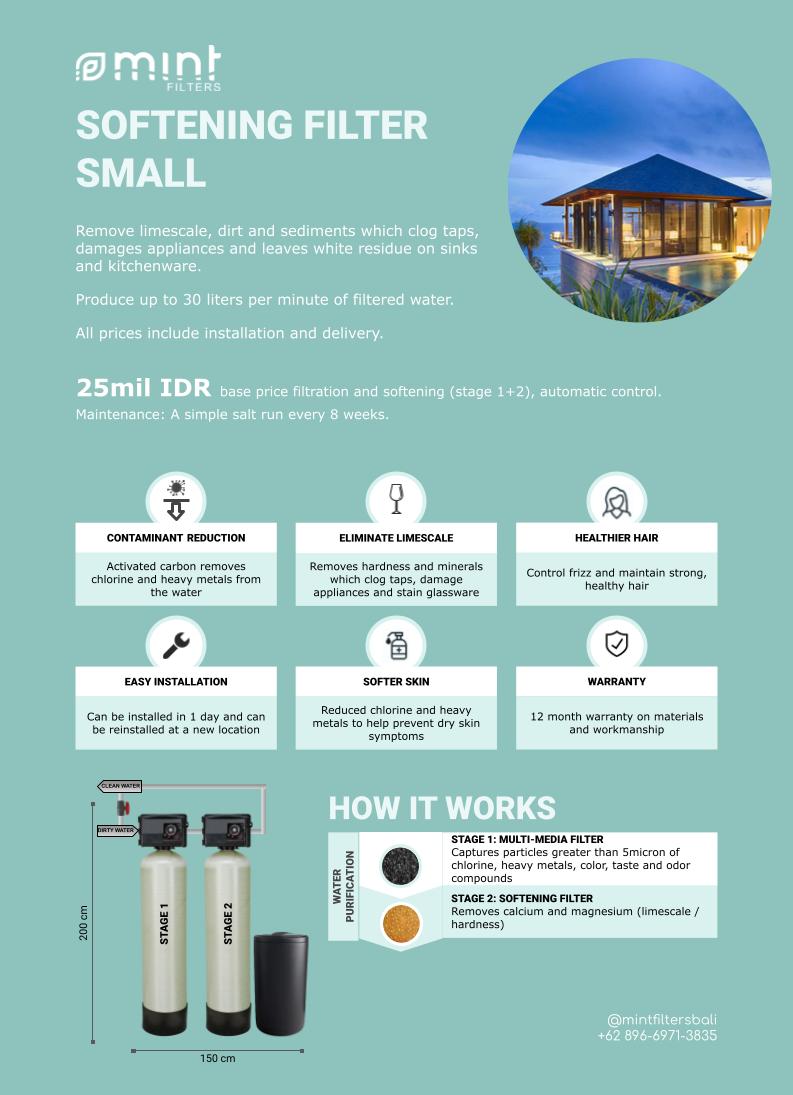 mint
FILTERS
SOFTENING FILTER
SMALL
Remove limescale, dirt and sediments which clog taps,
damages appliances and leaves white residue on sinks
and kitchenware.
Produce up to 30 liters per minute of filtered water.
All prices include installation and delivery.
25mil IDR base price filtration and softening (stage 1+2), automatic control.
Maintenance: A simple salt run every 8 weeks.
CONTAMINANT REDUCTION
Activated carbon removes
chlorine and heavy metals from
the water
ELIMINATE LIMESCALE
Removes hardness and minerals
which clog taps, damage
appliances and stain glassware
HEALTHIER HAIR
Control frizz and maintain strong,
healthy hair
EASY INSTALLATION
Can be installed in 1 day and can
be reinstalled at a new location
SOFTER SKIN
Reduced chlorine and heavy
metals to help prevent dry skin
symptoms
WARRANTY
12 month warranty on materials
and workmanship
CLEAN WATER
DIRTY WATER
STAGE 1
STAGE 2
200 cm
150 cm
HOW IT WORKS
WATER
PURIFICATION
STAGE 1: MULTI-MEDIA FILTER
Captures particles greater than 5micron of
chlorine, heavy metals, color, taste and odor
compounds
STAGE 2: SOFTENING FILTER
Removes calcium and magnesium (limescale /
hardness)
@mintfiltersbali
+62 896-6971-3835